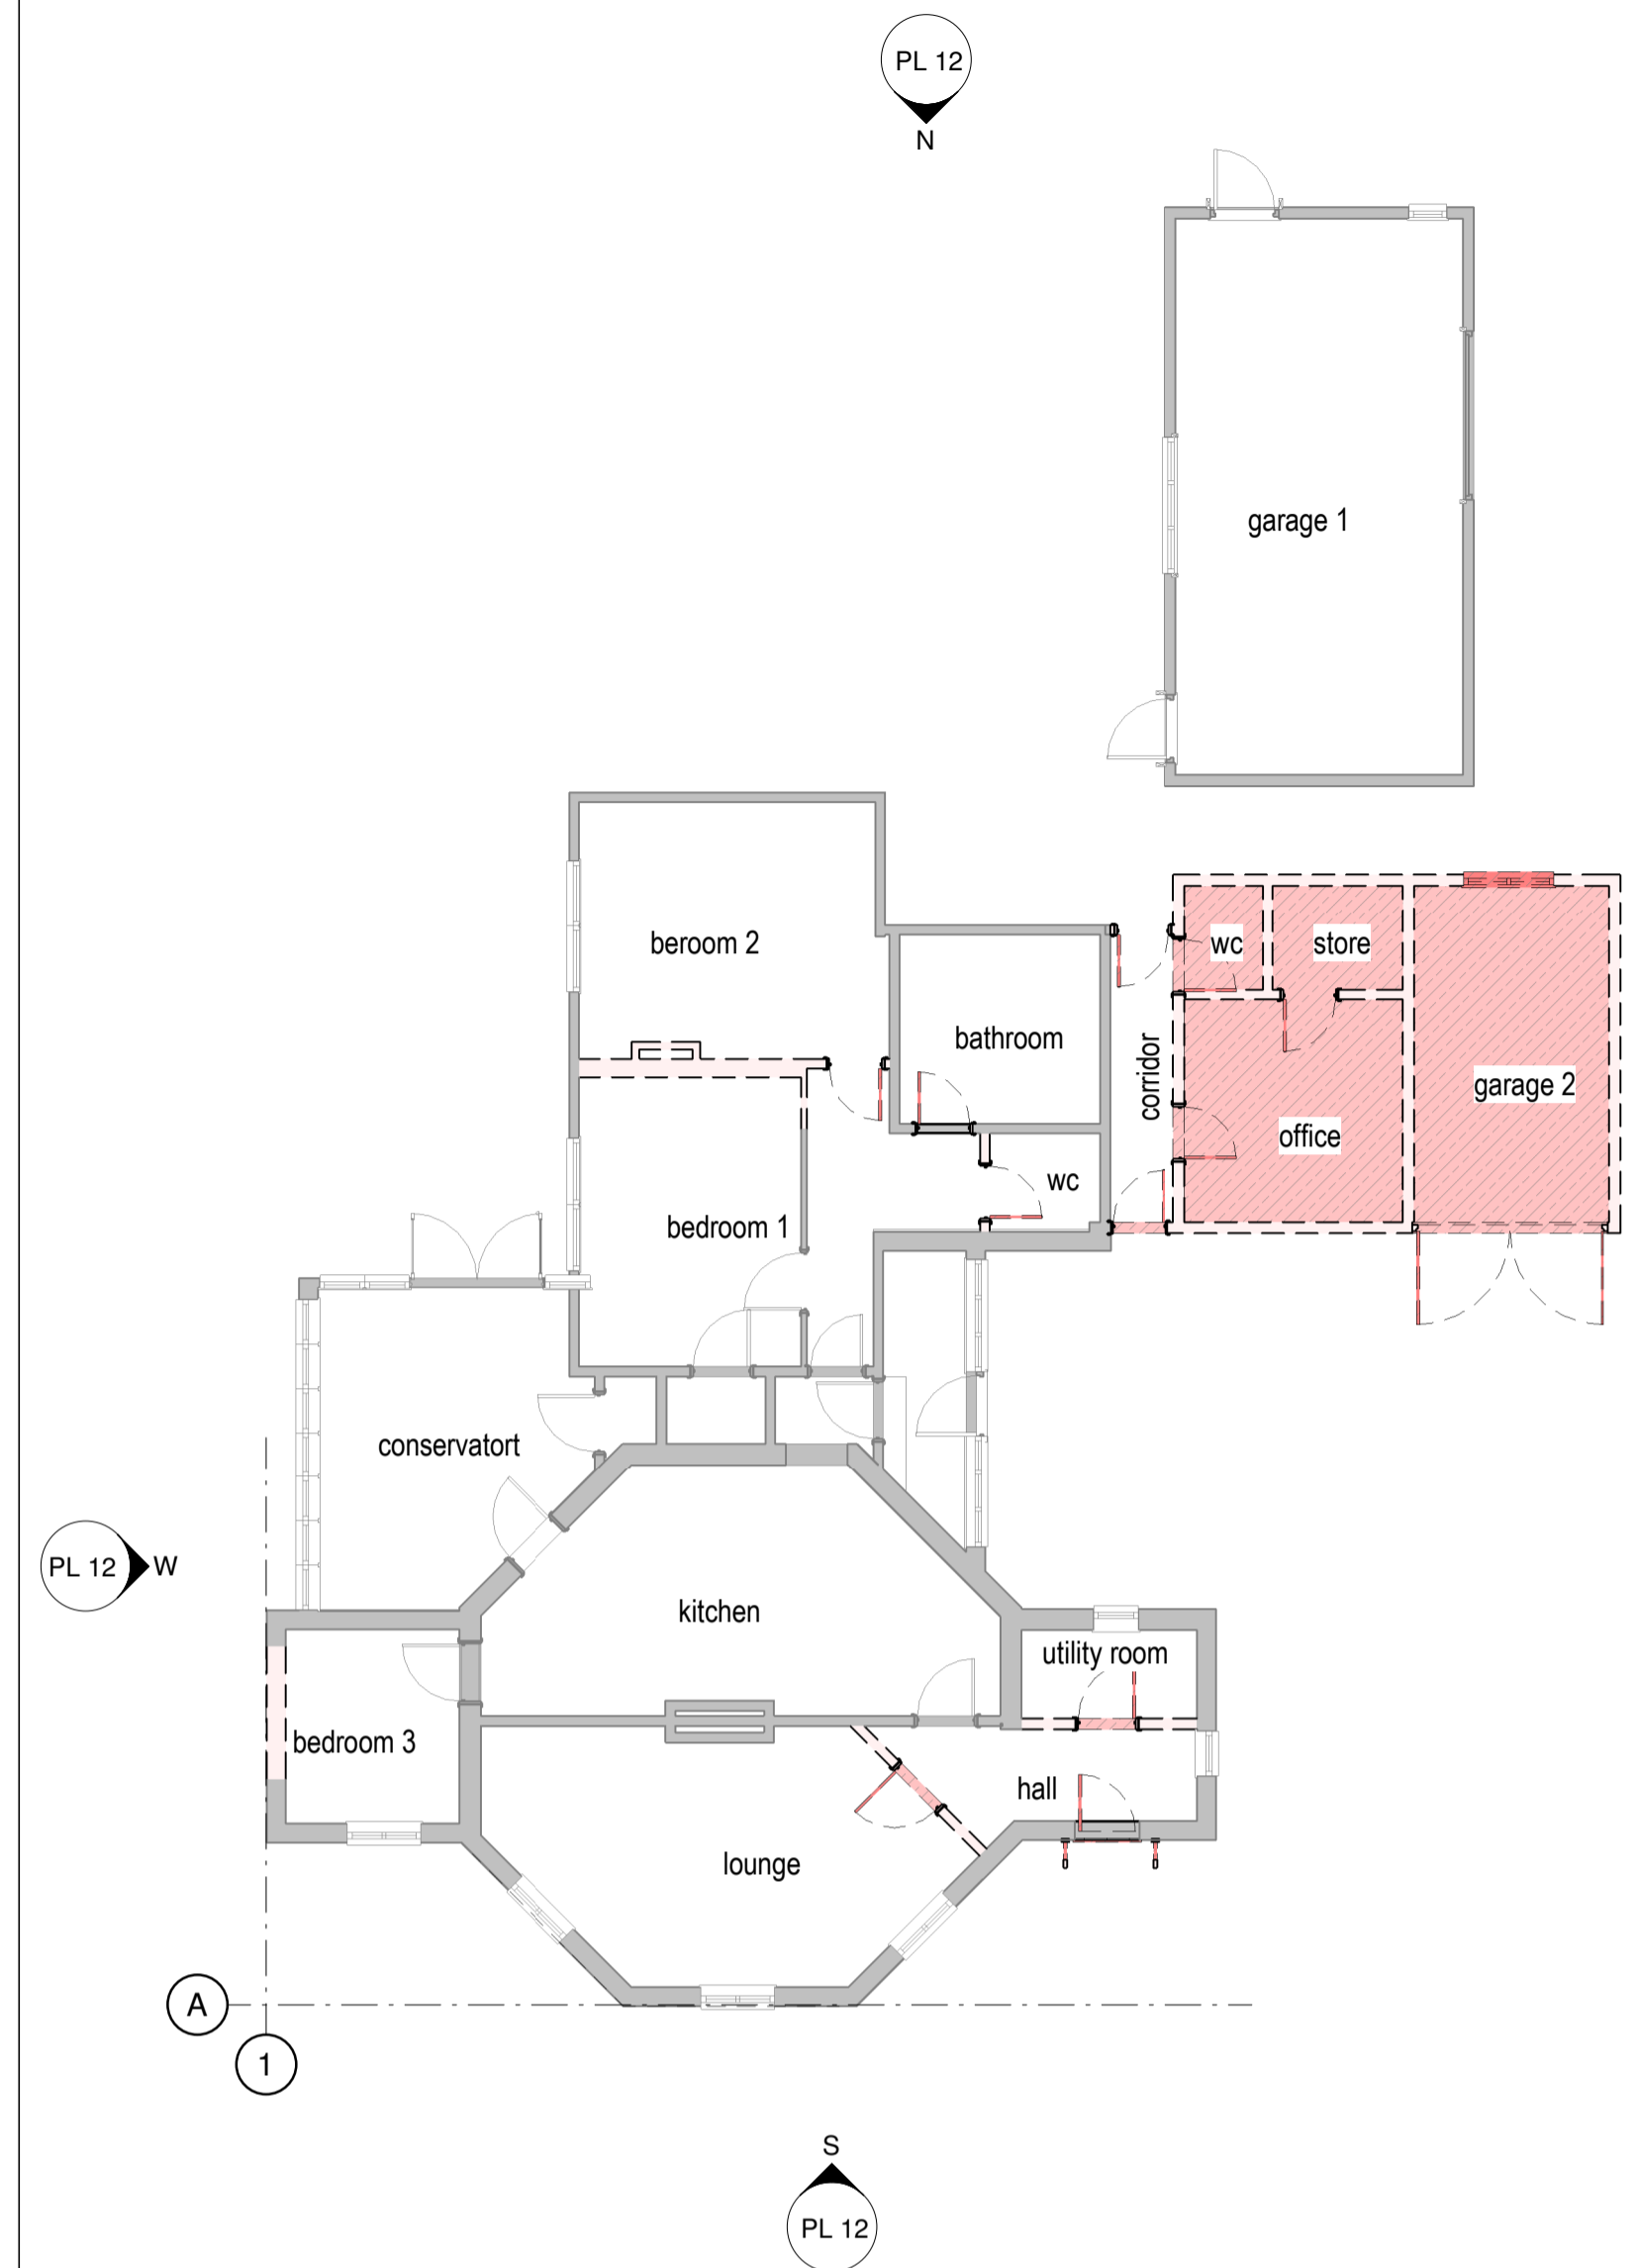 PL 12
N
garage 1
beroom 2
wc
store
bathroom
corridor
garage 2
office
wc
bedroom 1
conservatort
PL 12
W
kitchen
utility room
bedroom 3
hall
lounge
A
1
S
PL 12